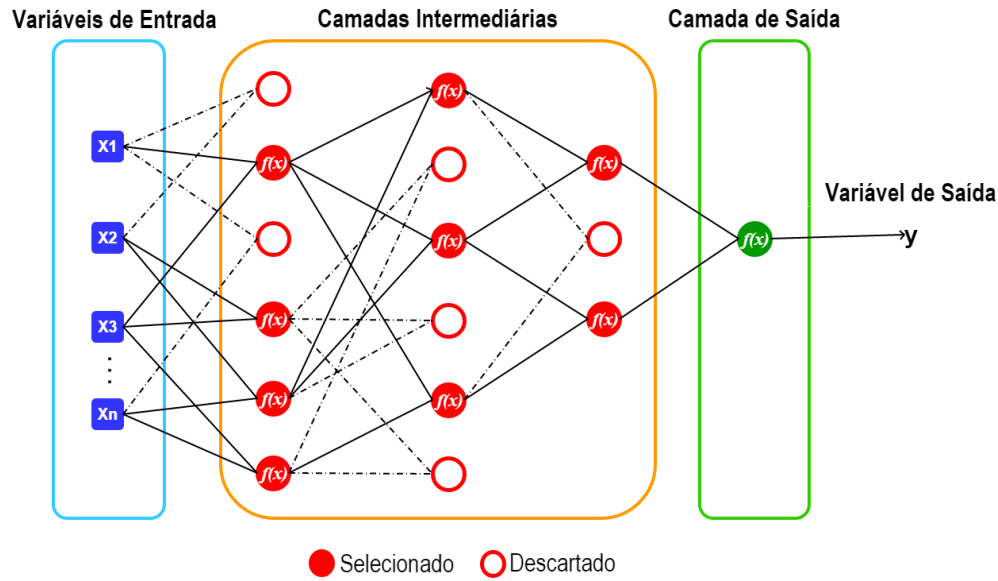 Variáveis de Entrada
Camadas Intermediárias
Camada de Saída
X1
X2
X3
Xn
f(x)
f(x)
f(x)
f(x)
f(x)
f(x)
f(x)
f(x)
f(x)
f(x)
Variável de Saída
y
Selecionado
Descartado